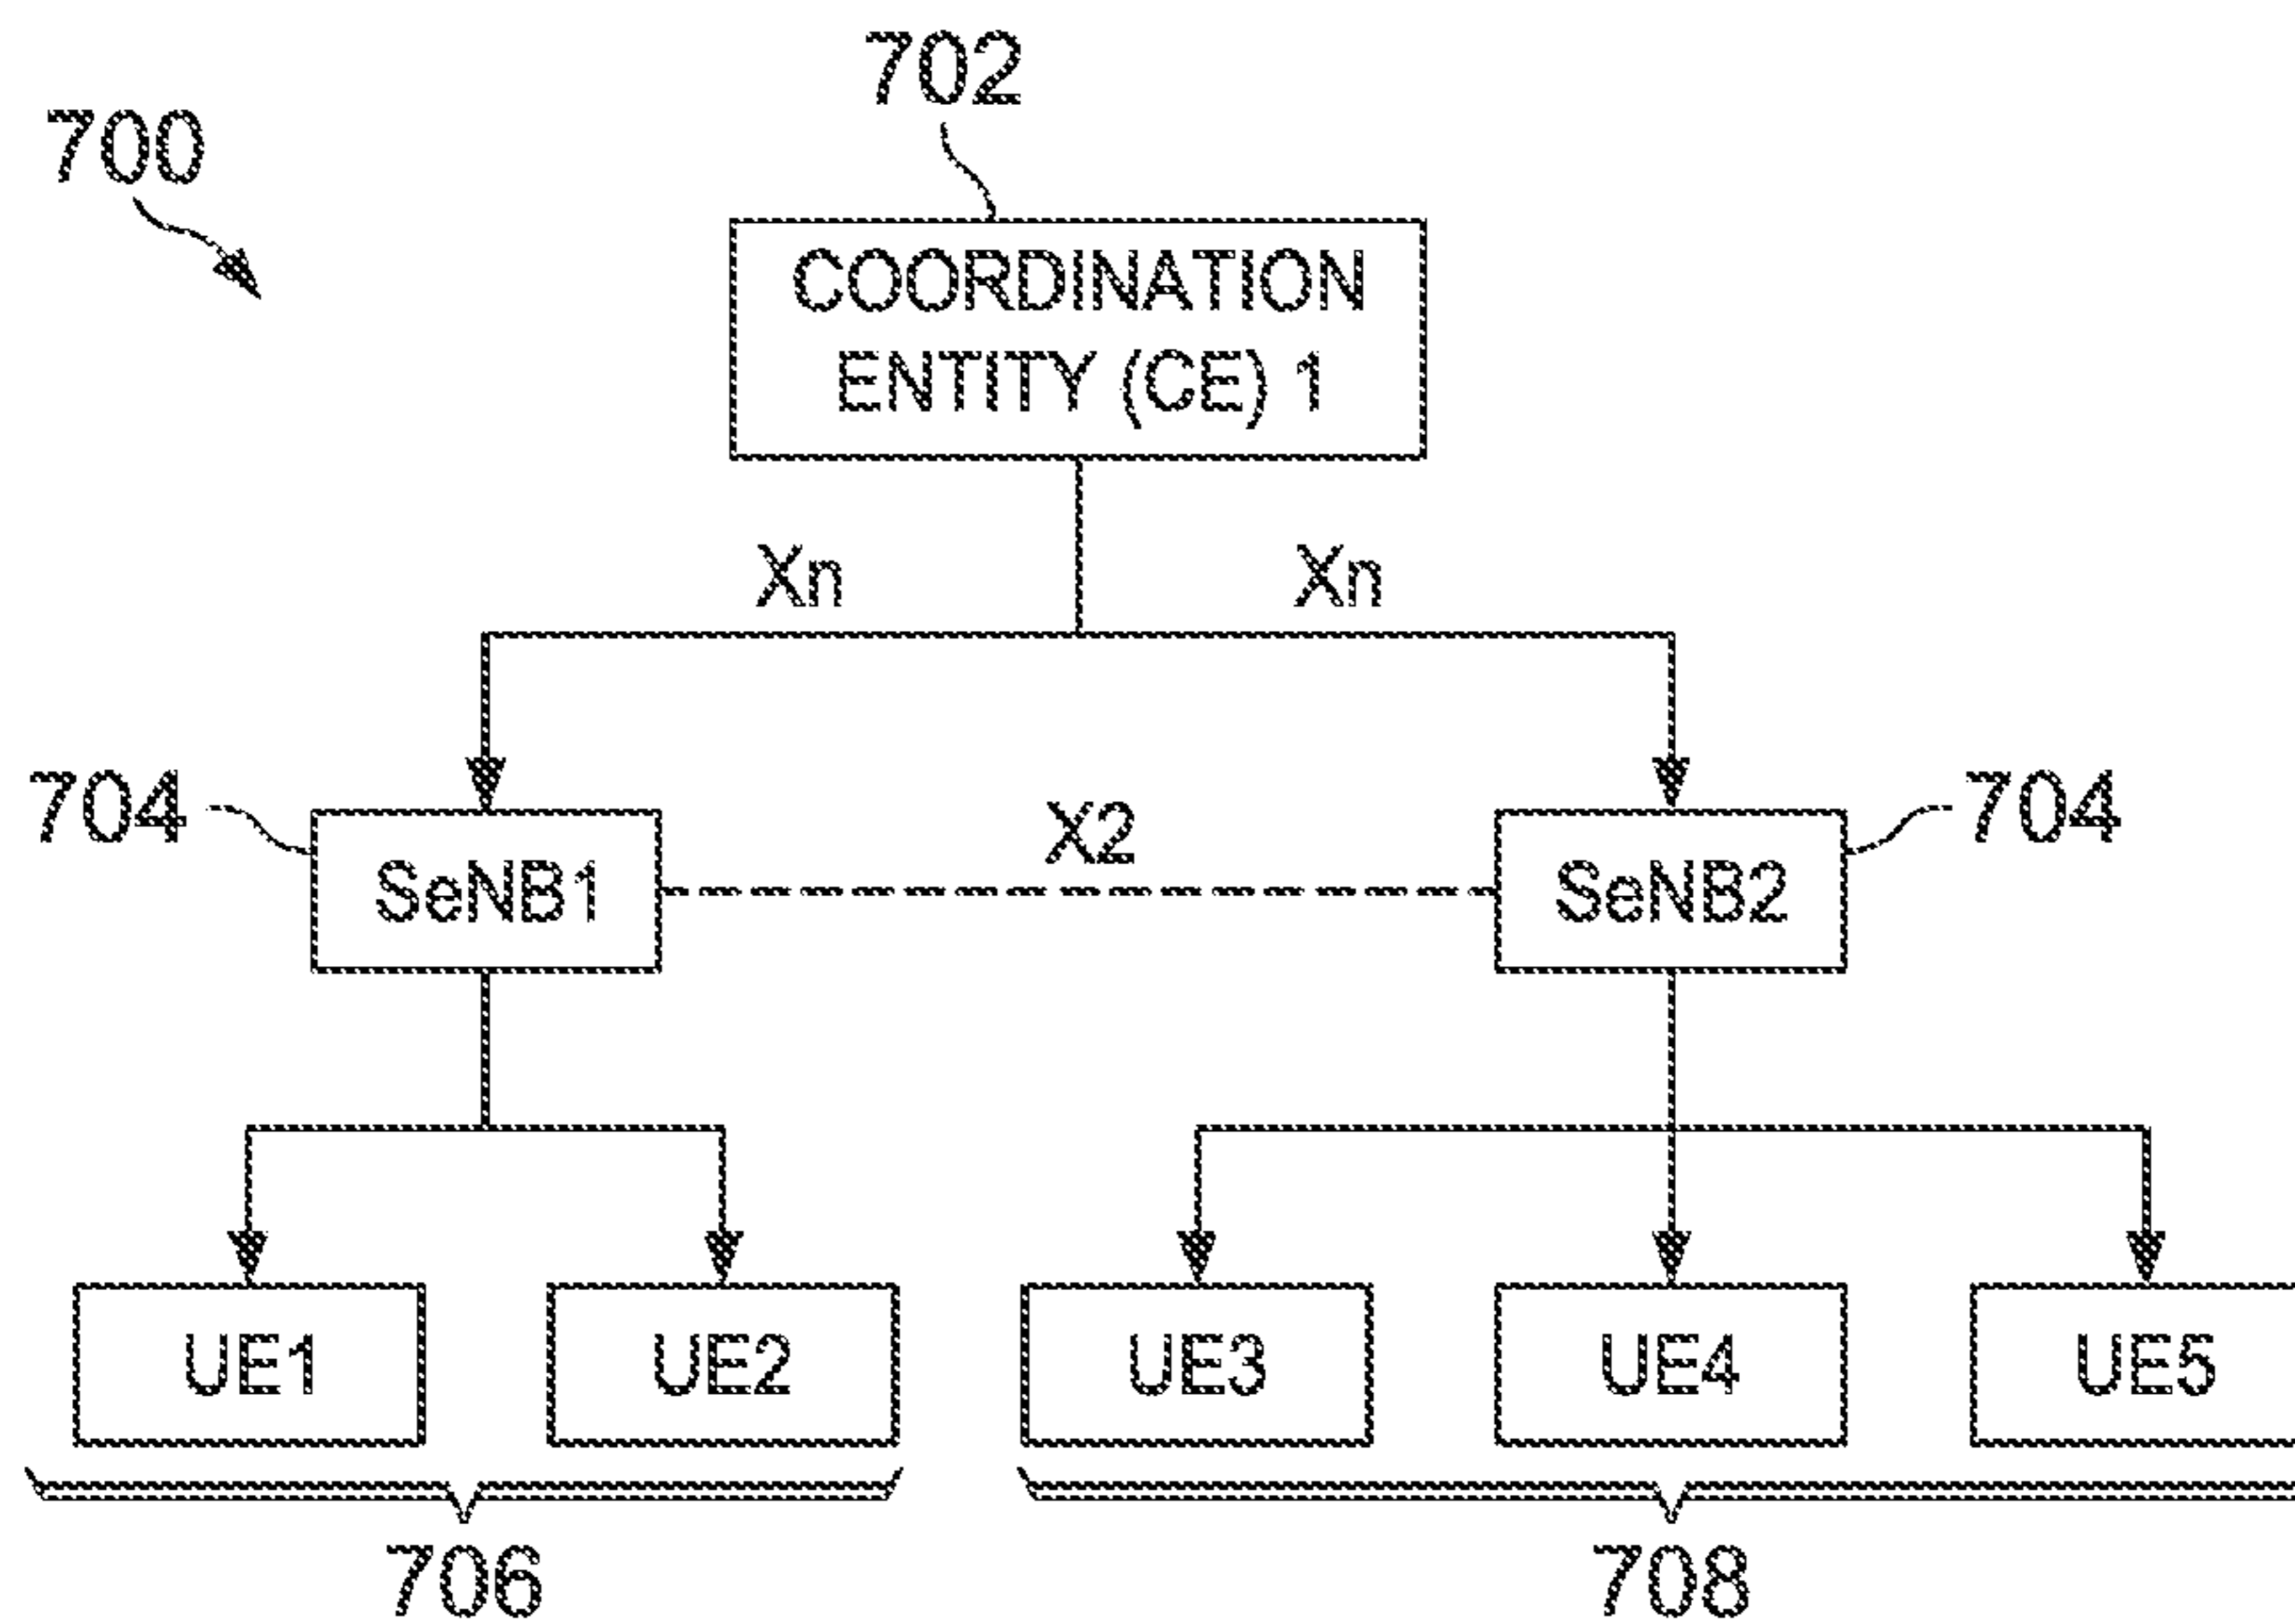 702
700
COORDINATION
ENTITY (CE) 1
Xn Xn
704 X2 704
SeNB1 SeNB2
UE1 UE2 UE3 UE4 UE5
706 708